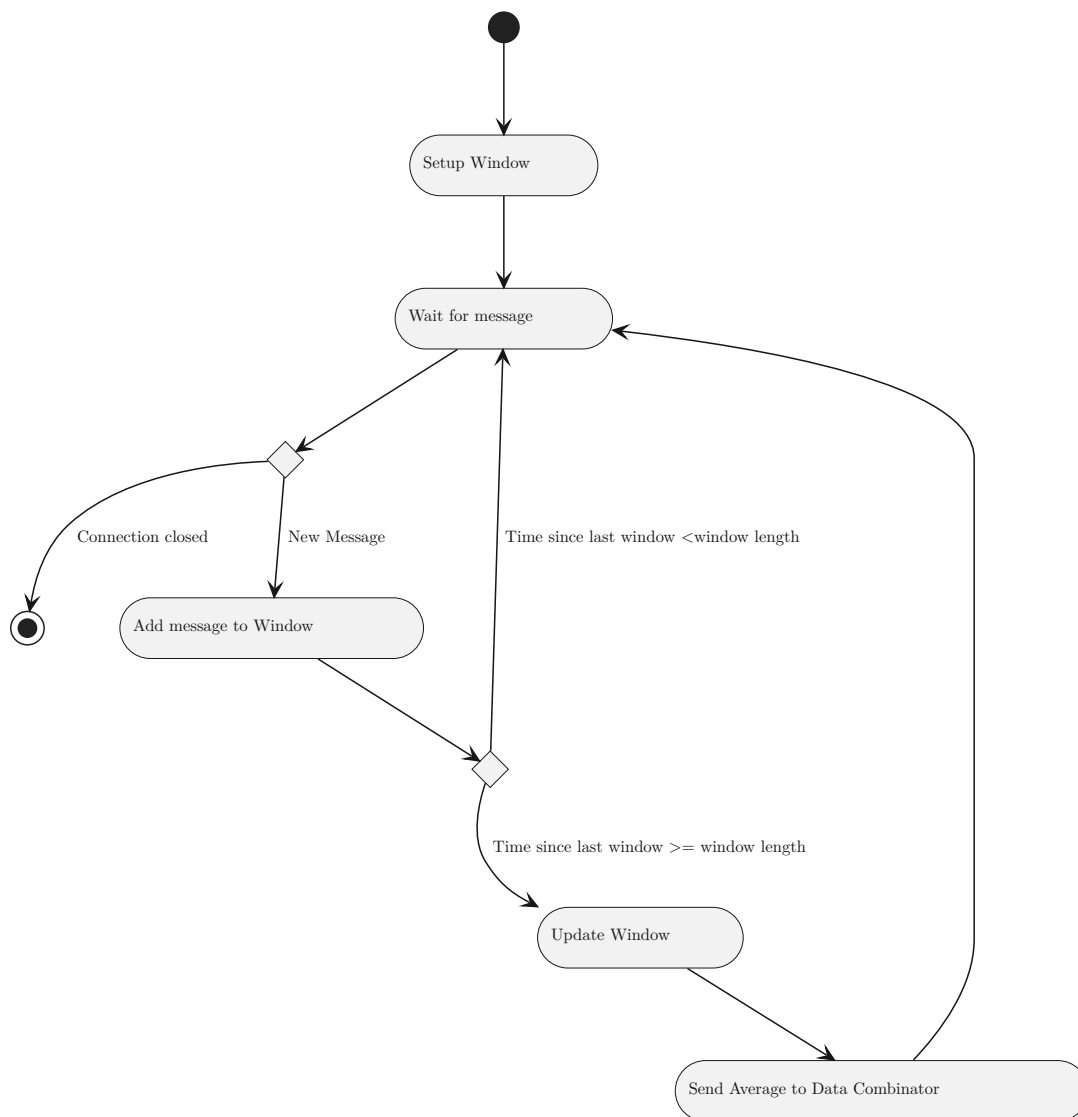 Setup Window
Wait for message
Connection closed
New Message
Time since last window <window length
Add message to Window
Time since last window >= window length
Update Window
Send Average to Data Combinator